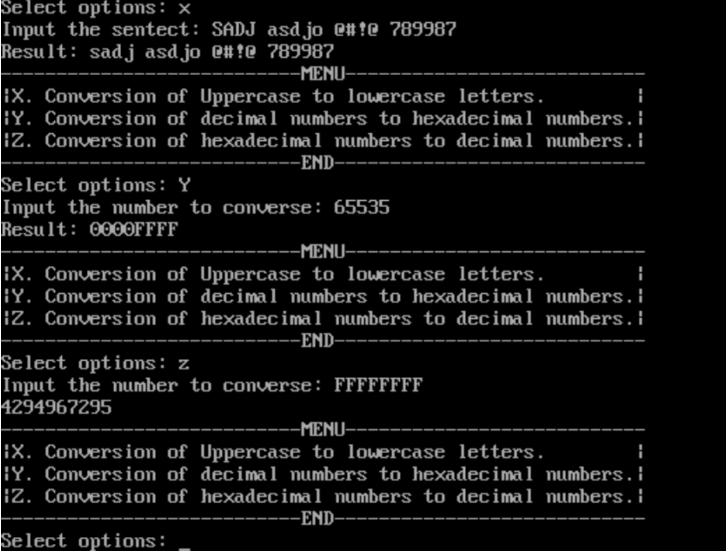 Select options: x
Input the sentect: SADJ asdjo @#!@ 789987
Result: sadj asdjo @#!@ 789987
--------------------------MENU--------------------------
|X. Conversion of Uppercase to lowercase letters.        |
|Y. Conversion of decimal numbers to hexadecimal numbers.|
|Z. Conversion of hexadecimal numbers to decimal numbers.|
--------------------------END---------------------------
Select options: Y
Input the number to converse: 65535
Result: 0000FFFF
--------------------------MENU--------------------------
|X. Conversion of Uppercase to lowercase letters.        |
|Y. Conversion of decimal numbers to hexadecimal numbers.|
|Z. Conversion of hexadecimal numbers to decimal numbers.|
--------------------------END---------------------------
Select options: z
Input the number to converse: FFFFFFFF
4294967295
--------------------------MENU--------------------------
|X. Conversion of Uppercase to lowercase letters.        |
|Y. Conversion of decimal numbers to hexadecimal numbers.|
|Z. Conversion of hexadecimal numbers to decimal numbers.|
--------------------------END---------------------------
Select options: _